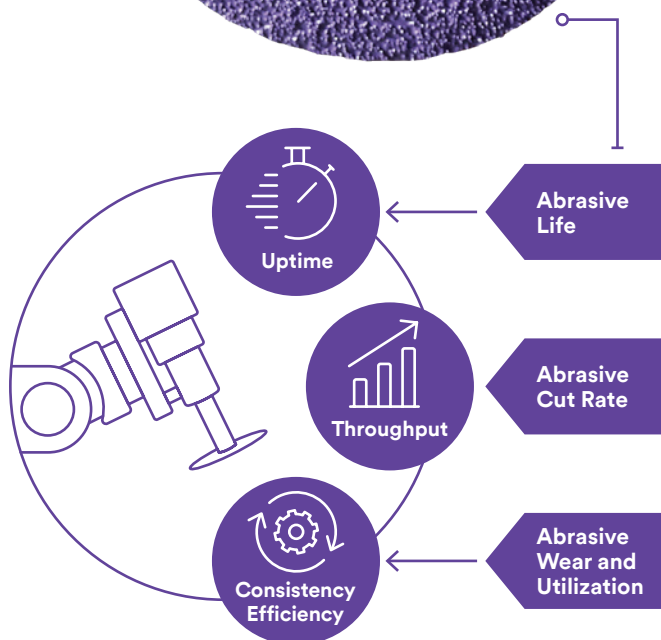 Uptime
Abrasive
Life
Throughput
Abrasive
Cut Rate
Consistency
Efficiency
Abrasive
Wear and
Utilization